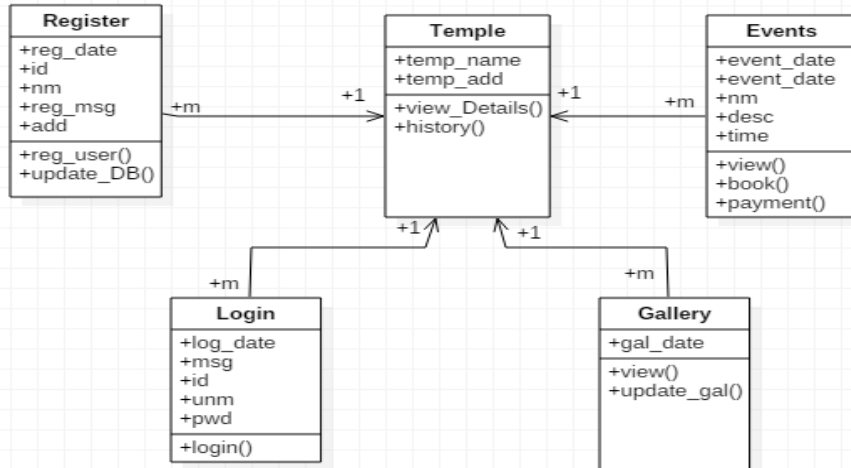 Register
+reg_date
+id
+nm
+reg_msg
+add
+reg_user()
+update_DB()
+m
+1
Temple
+temp_name
+temp_add
+view_Details()
+history()
+1
+m
Events
+event_date
+event_date
+nm
+desc
+time
+view()
+book()
+payment()
+1
+m
Login
+log_date
+msg
+id
+unm
+pwd
+login()
+1
+m
Gallery
+gal_date
+view()
+update_gal()